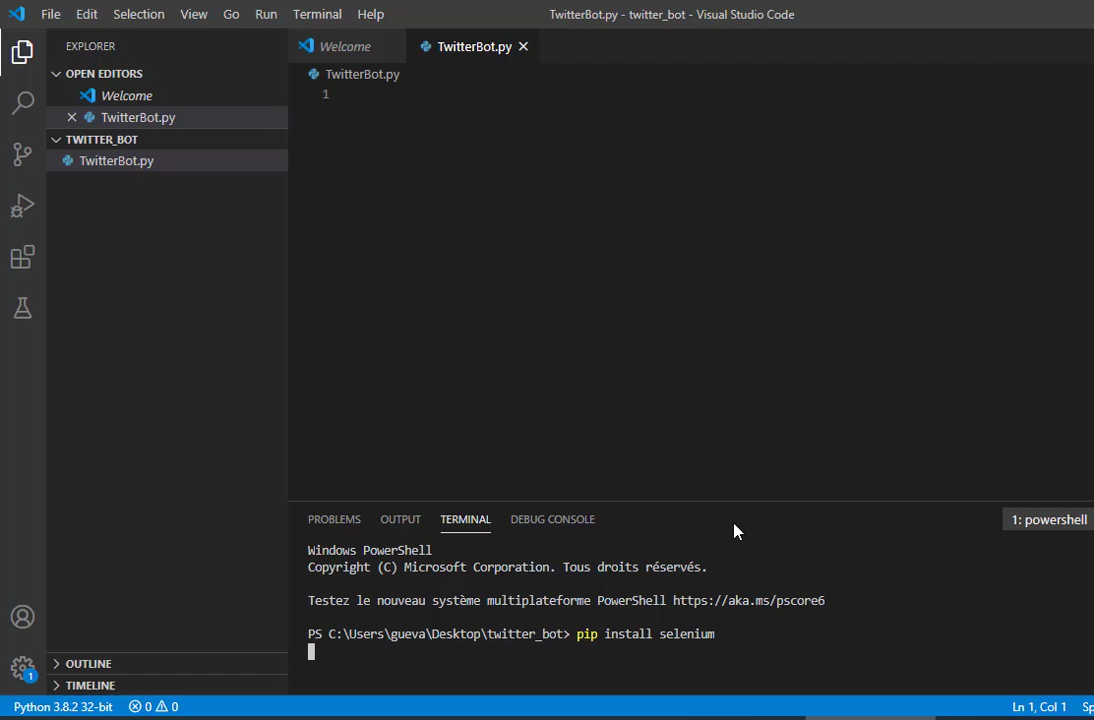 File Edit Selection View Go Run Terminal Help TwitterBot.py - twitter_bot - Visual Studio Code
EXPLORER
OPEN EDITORS
Welcome
TwitterBot.py
TWITTER_BOT
TwitterBot.py
OUTLINE
TIMELINE
Welcome TwitterBot.py
TwitterBot.py
1
PROBLEMS OUTPUT TERMINAL DEBUG CONSOLE 1: powershell
Windows PowerShell
Copyright (C) Microsoft Corporation. Tous droits réservés.
Testez le nouveau système multiplateforme PowerShell https://aka.ms/pscore6
PS C:\Users\gueva\Desktop\twitter_bot> pip install selenium
1
Python 3.8.2 32-bit 0 0 Ln 1, Col 1